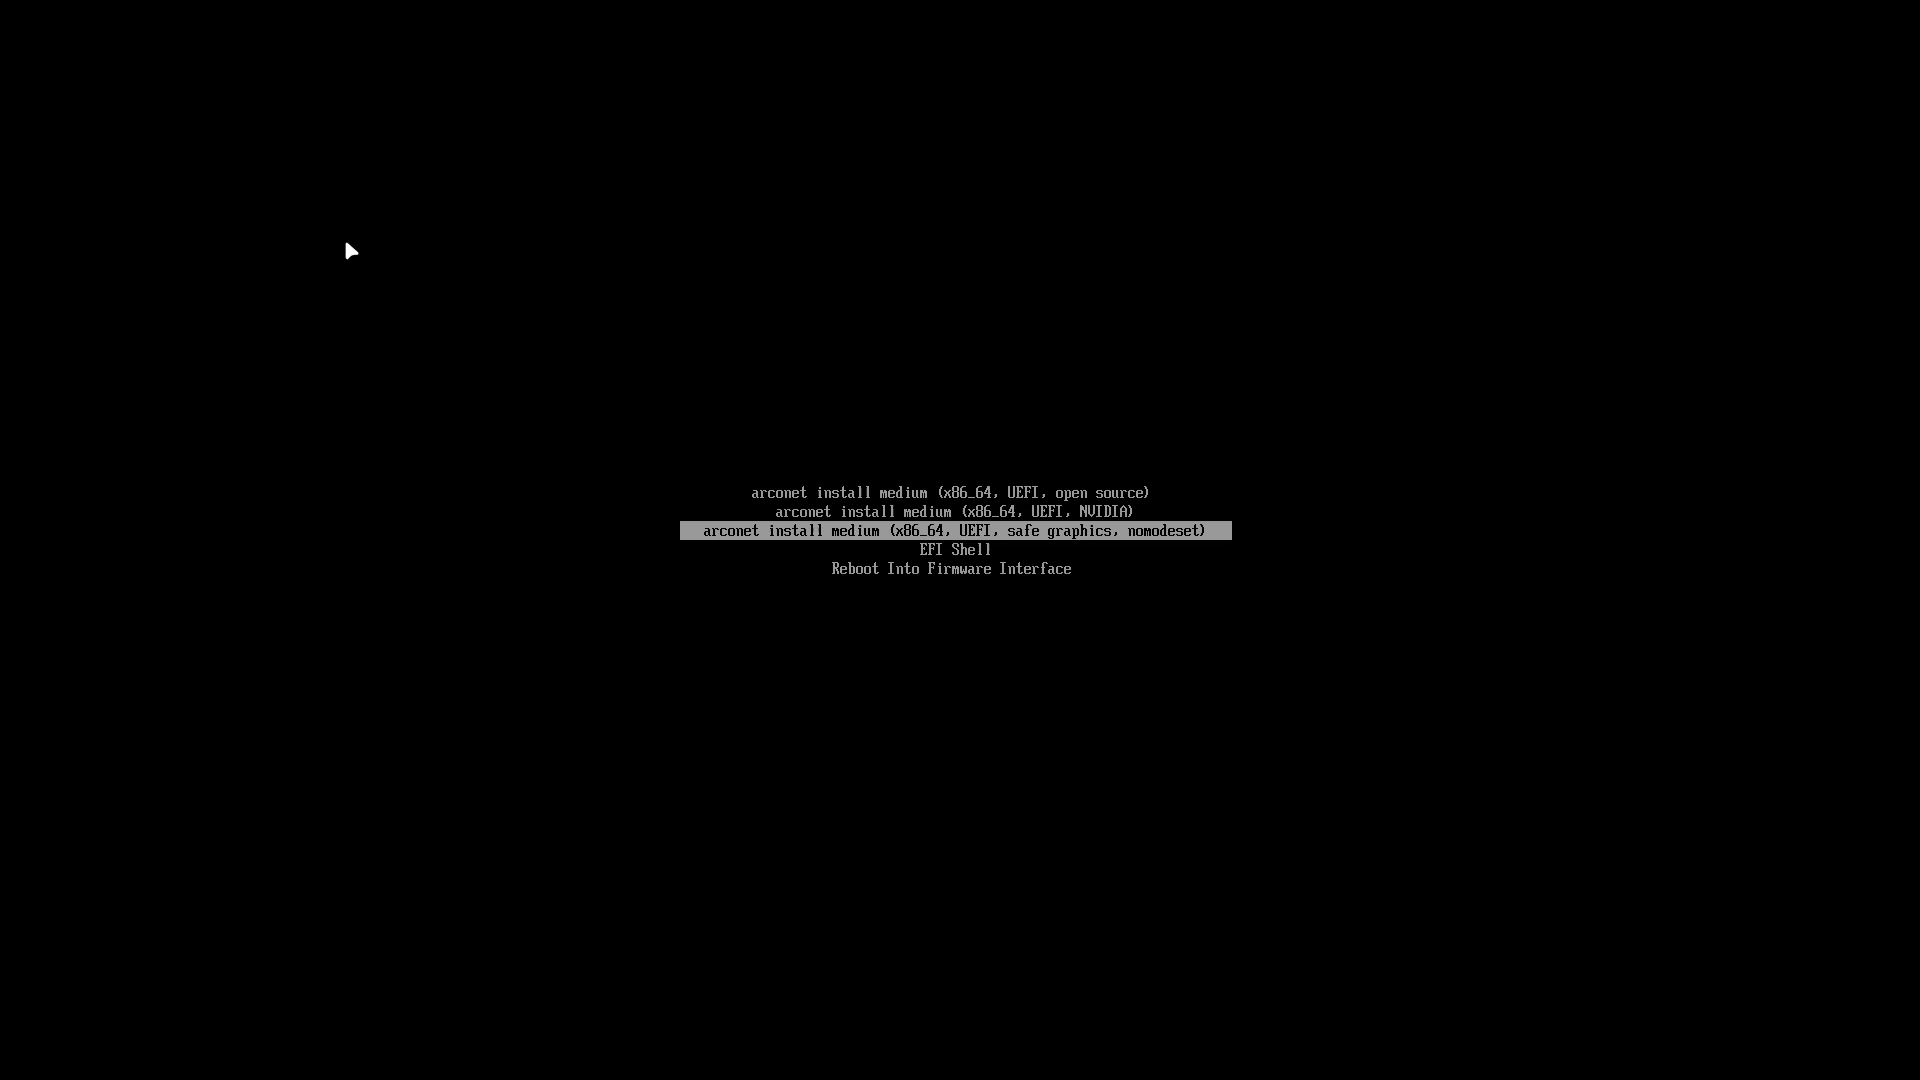 arconet install medium (x86_64, UEFI, open source)
arconet install medium (x86_64, UEFI, NVIDIA)
arconet install medium (x86_64, UEFI, safe graphics, nomodeset)
EFI Shell
Reboot Into Firmware Interface